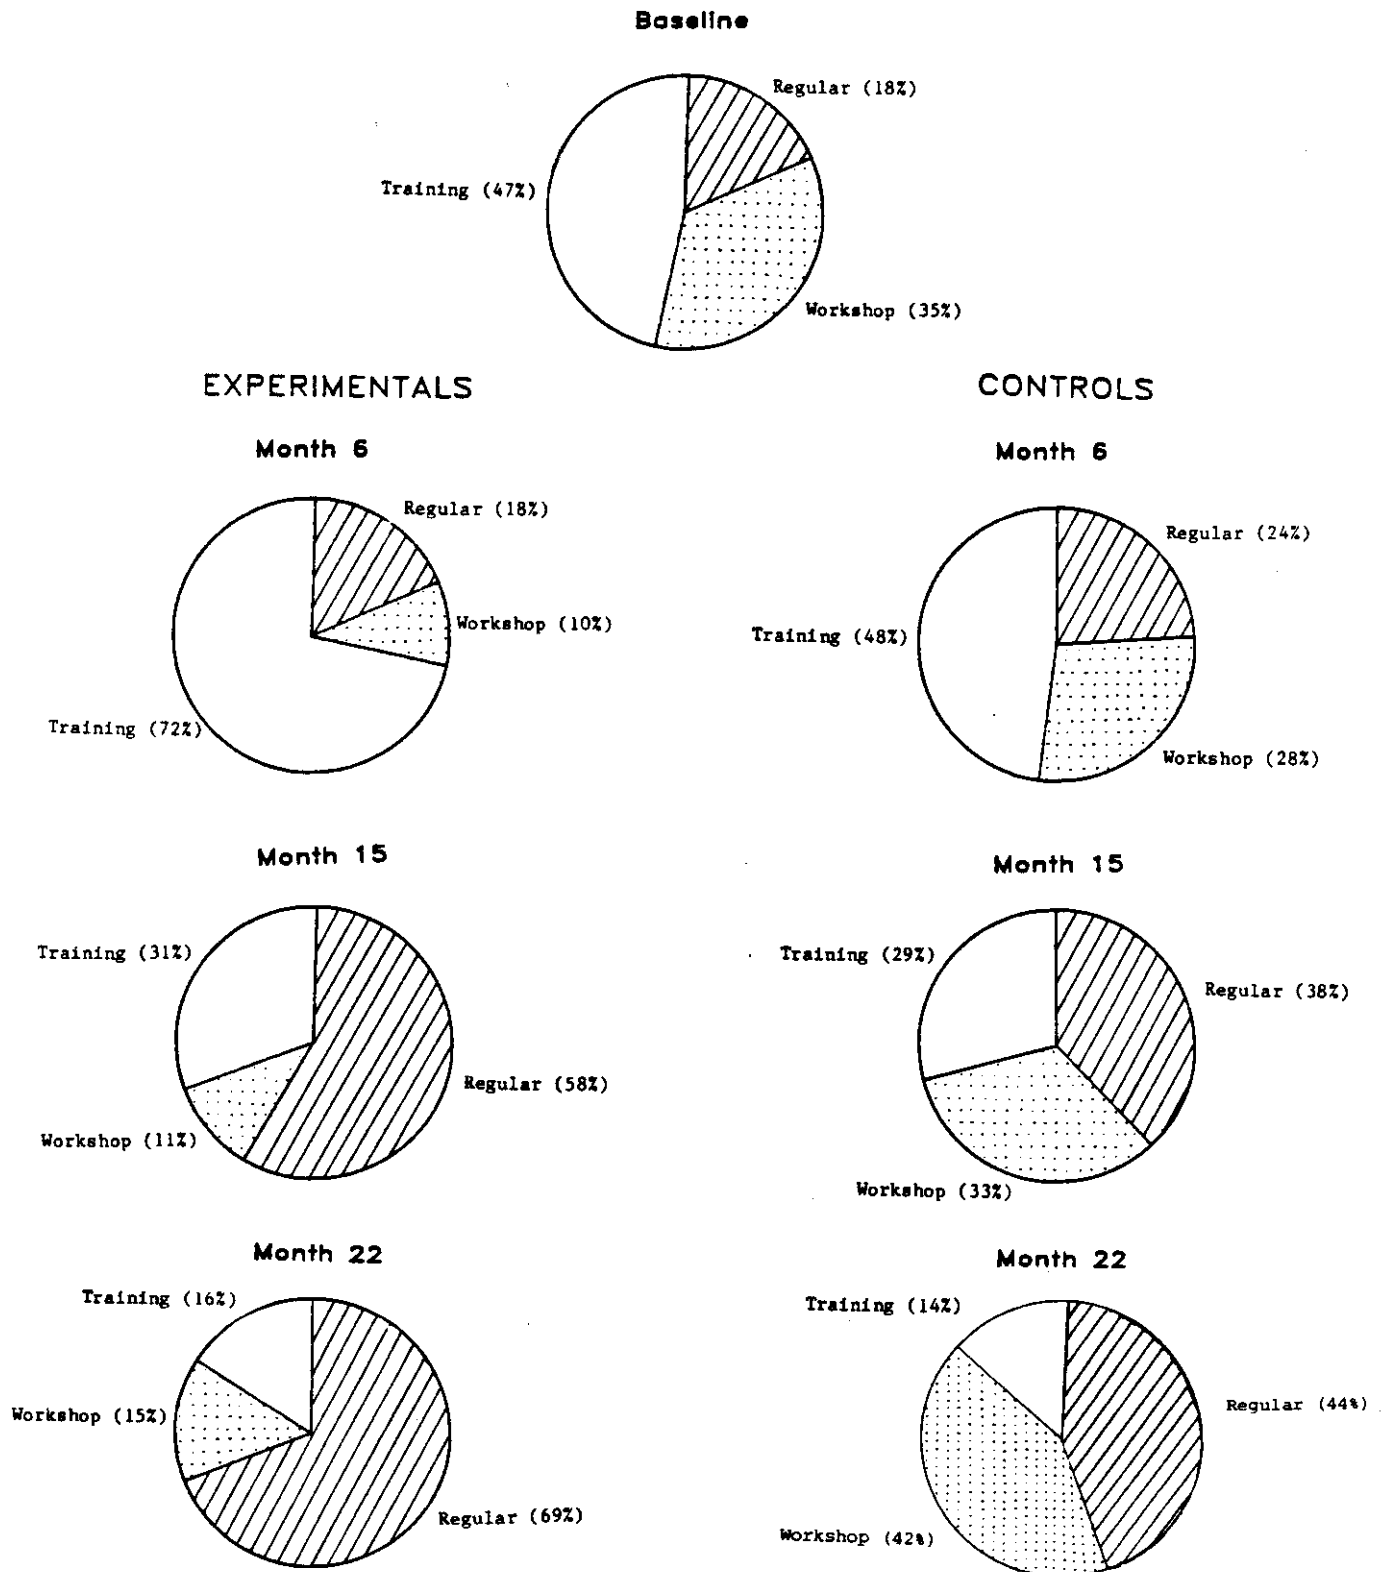 Baseline
Regular (18%)
Training (47%)
Workshop (35%)
EXPERIMENTALS
CONTROLS
Month 6
Regular (18%)
Workshop (10%)
Training (72%)
Month 6
Regular (24%)
Training (48%)
Workshop (28%)
Month 15
Training (31%)
Regular (58%)
Workshop (11%)
Month 15
Training (29%)
Regular (38%)
Workshop (33%)
Month 22
Training (16%)
Workshop (15%)
Regular (69%)
Month 22
Training (14%)
Regular (44%)
Workshop (42%)